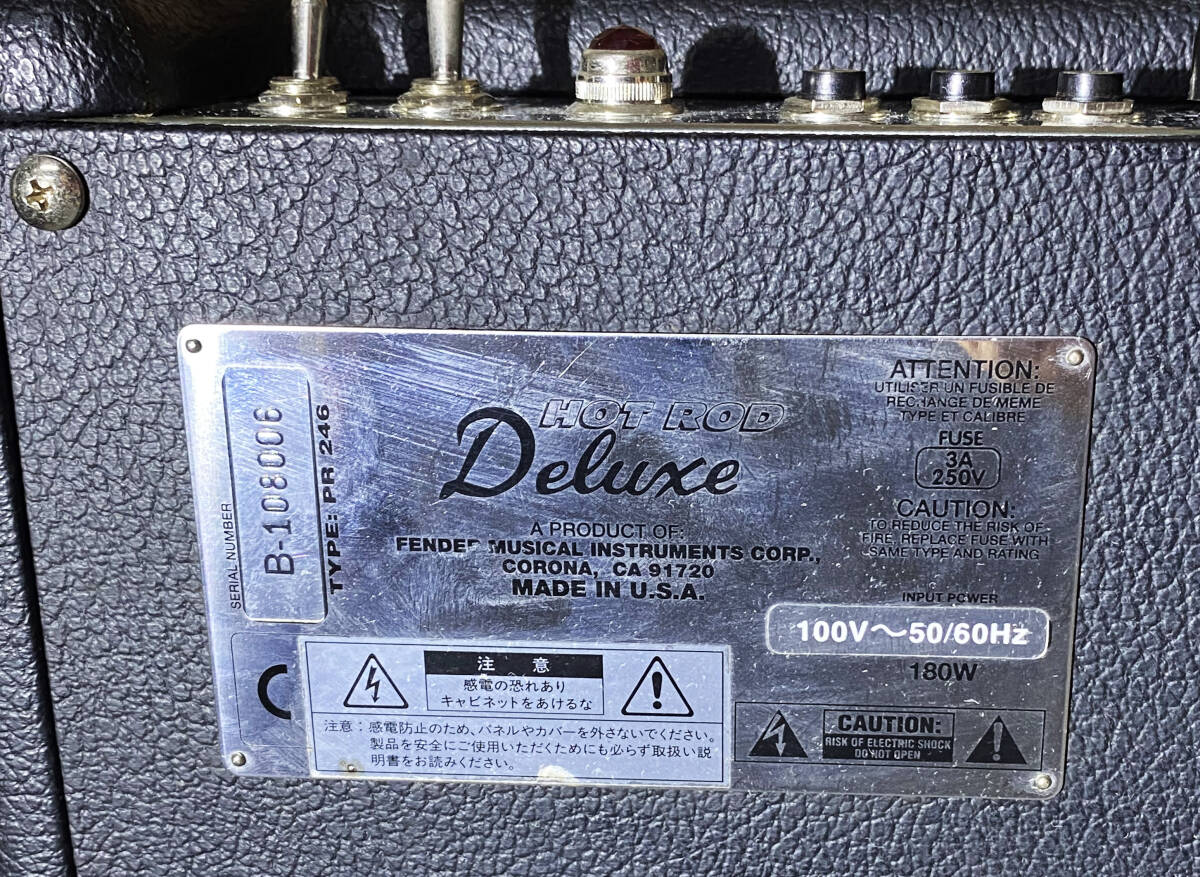 SERIAL NUMBER
B-108006
TYPE: PR 246
HOT ROD
Deluxe
A PRODUCT OF:
FENDER MUSICAL INSTRUMENTS CORP.,
CORONA, CA 91720
MADE IN U.S.A.
ATTENTION:
UTILISER UN FUSIBLE DE
RECHANGE DE MEME
TYPE ET CALIBRE
FUSE
3A
250V
CAUTION:
TO REDUCE THE RISK OF
FIRE, REPLACE FUSE WITH
SAME TYPE AND RATING
INPUT POWER
100V～50/60Hz
180W
注 意
感電の恐れあり
キャビネットをあけるな
注意：感電防止のため、パネルやカバーを外さないでください。
製品を安全にご使用いただくためにも必らず取扱い説
明書をお読みください。
CAUTION:
RISK OF ELECTRIC SHOCK
DO NOT OPEN